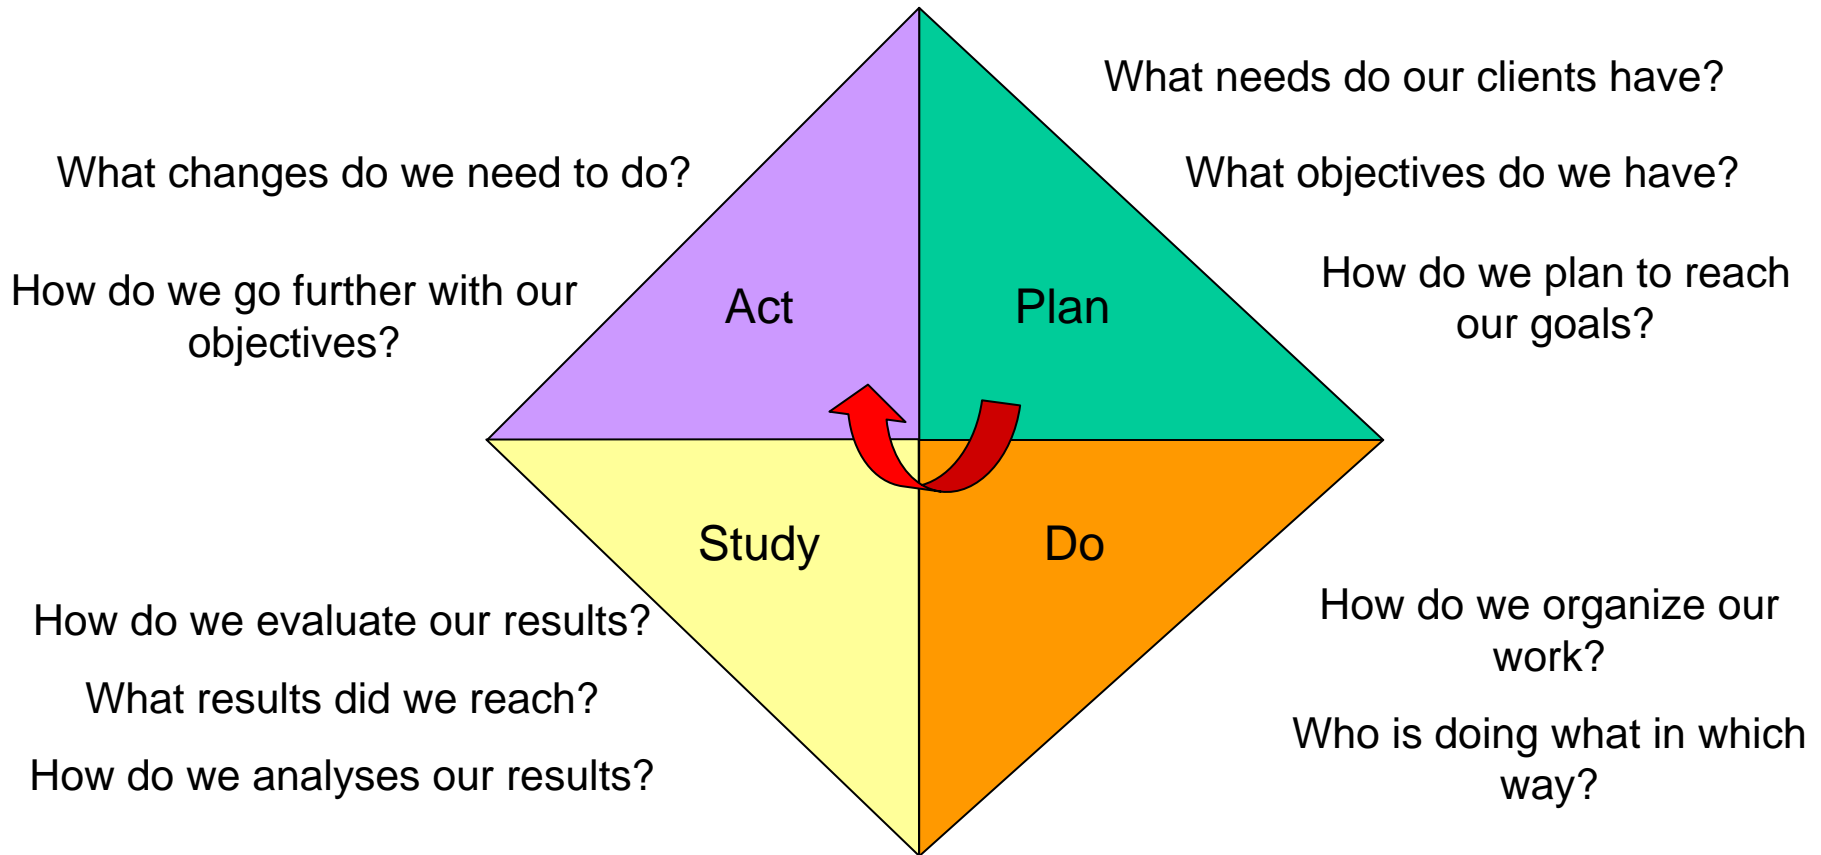 What needs do our clients have?
What changes do we need to do?
What objectives do we have?
How do we go further with our
objectives?
How do we plan to reach
our goals?
Act
Plan
Study
Do
How do we evaluate our results?
What results did we reach?
How do we analyses our results?
How do we organize our
work?
Who is doing what in which
way?